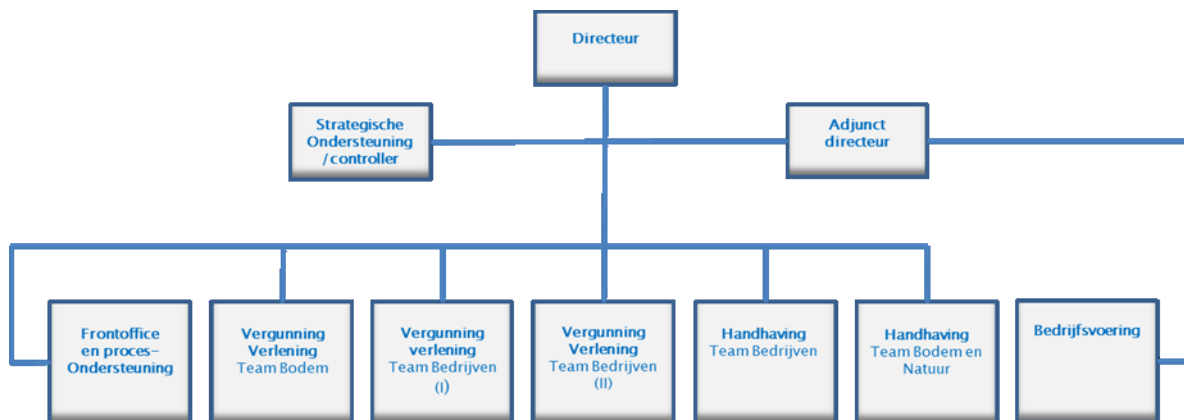 Directeur
Strategische
Ondersteuning
/controller
Adjunct
directeur
Frontoffice
en proces-
Ondersteuning
Vergunning
Verlening
Team Bodem
Vergunning
verlening
Team Bedrijven
(I)
Vergunning
Verlening
Team Bedrijven
(II)
Handhaving
Team Bedrijven
Handhaving
Team Bodem en
Natuur
Bedrijfsvoering